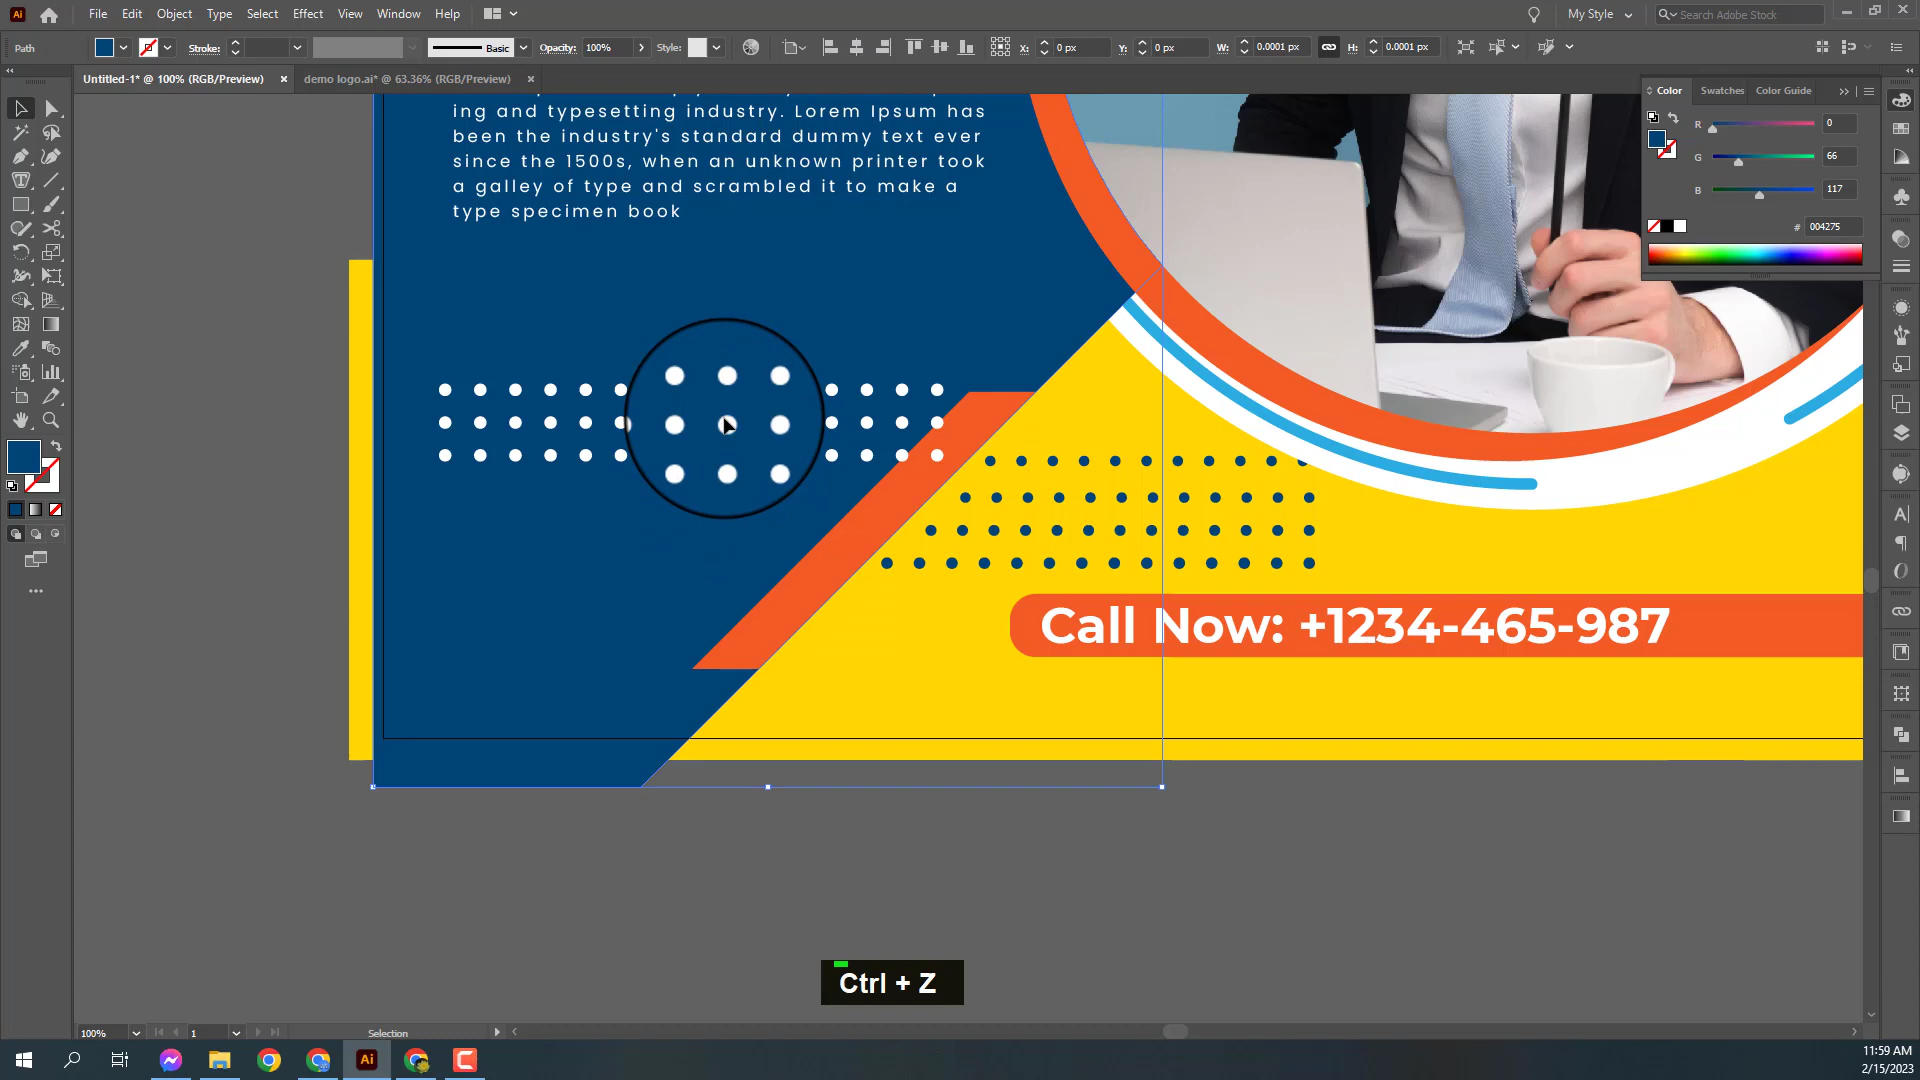 Ai File Edit Object Type Select Effect View Window Help My Style Search Adobe Stock
Path Stroke: Basic Opacity: 100% Style: X: 0 px Y: 0 px W: 0.0001 px H: 0.0001 px
Untitled-1* @ 100% (RGB/Preview) demo logo.ai* @ 63.36% (RGB/Preview)
Color Swatches Color Guide
R 0
G 66
B 117
# 004275
ing and typesetting industry. Lorem Ipsum has
been the industry's standard dummy text ever
since the 1500s, when an unknown printer took
a galley of type and scrambled it to make a
type specimen book
Call Now: +1234-465-987
Ctrl + Z
100% 1 Selection
Ai
11:59 AM
2/15/2023